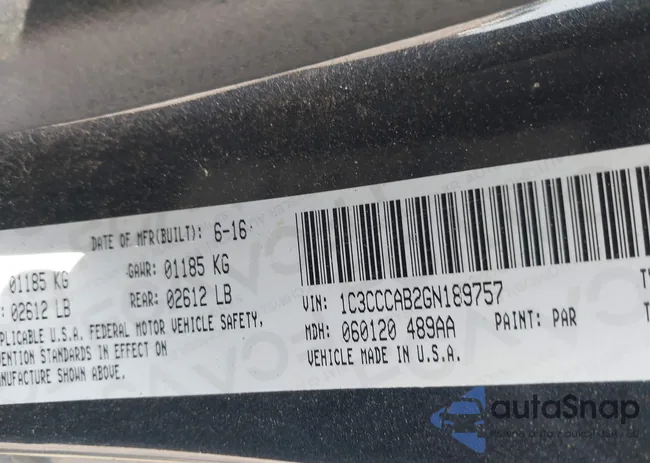 DATE OF MFR(BUILT): 6-16
01185 KG GAWR: 01185 KG
02612 LB REAR: 02612 LB
PLICABLE U.S.A. FEDERAL MOTOR VEHICLE SAFETY,
ENTION STANDARDS IN EFFECT ON
NUFACTURE SHOWN ABOVE.
VIN: 1C3CCCAB2GN189757
MDH: 060120 489AA PAINT: PAR
VEHICLE MADE IN U.S.A.
autaSnap